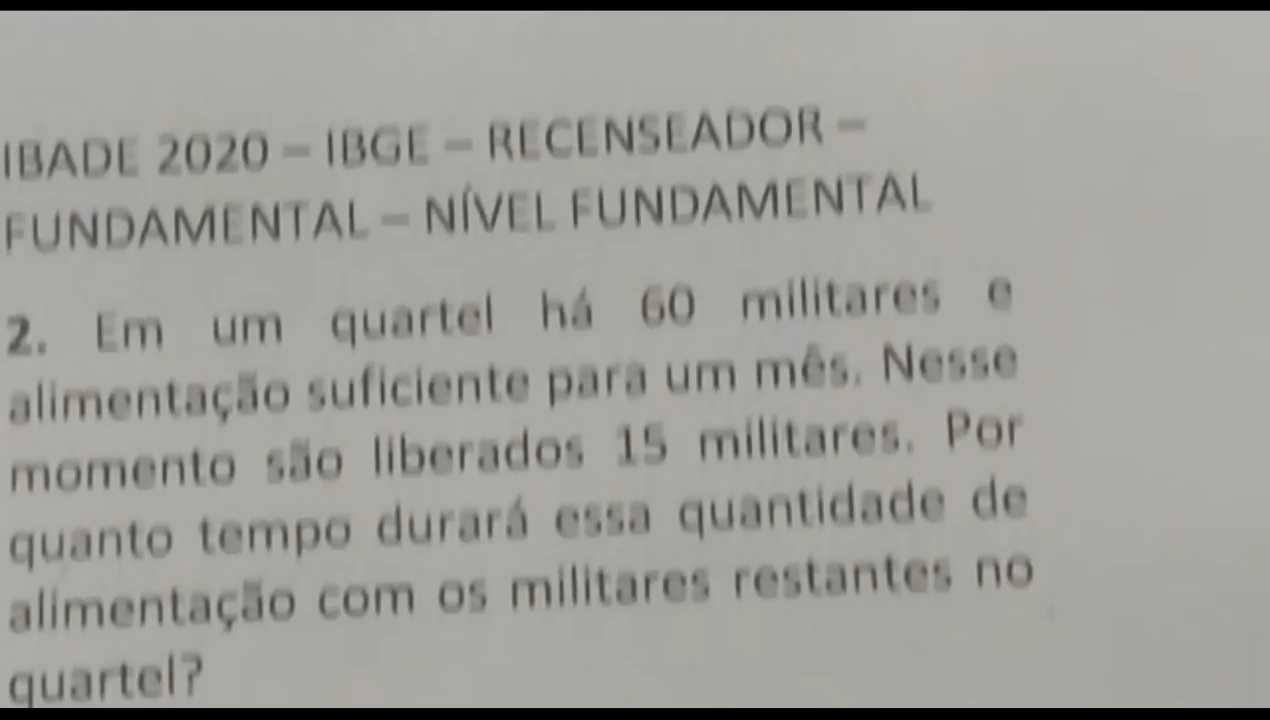 IBADE 2020 – IBGE – RECENSEADOR –
FUNDAMENTAL – NÍVEL FUNDAMENTAL
2. Em um quartel há 60 militares e
alimentação suficiente para um mês. Nesse
momento são liberados 15 militares. Por
quanto tempo durará essa quantidade de
alimentação com os militares restantes no
quartel?